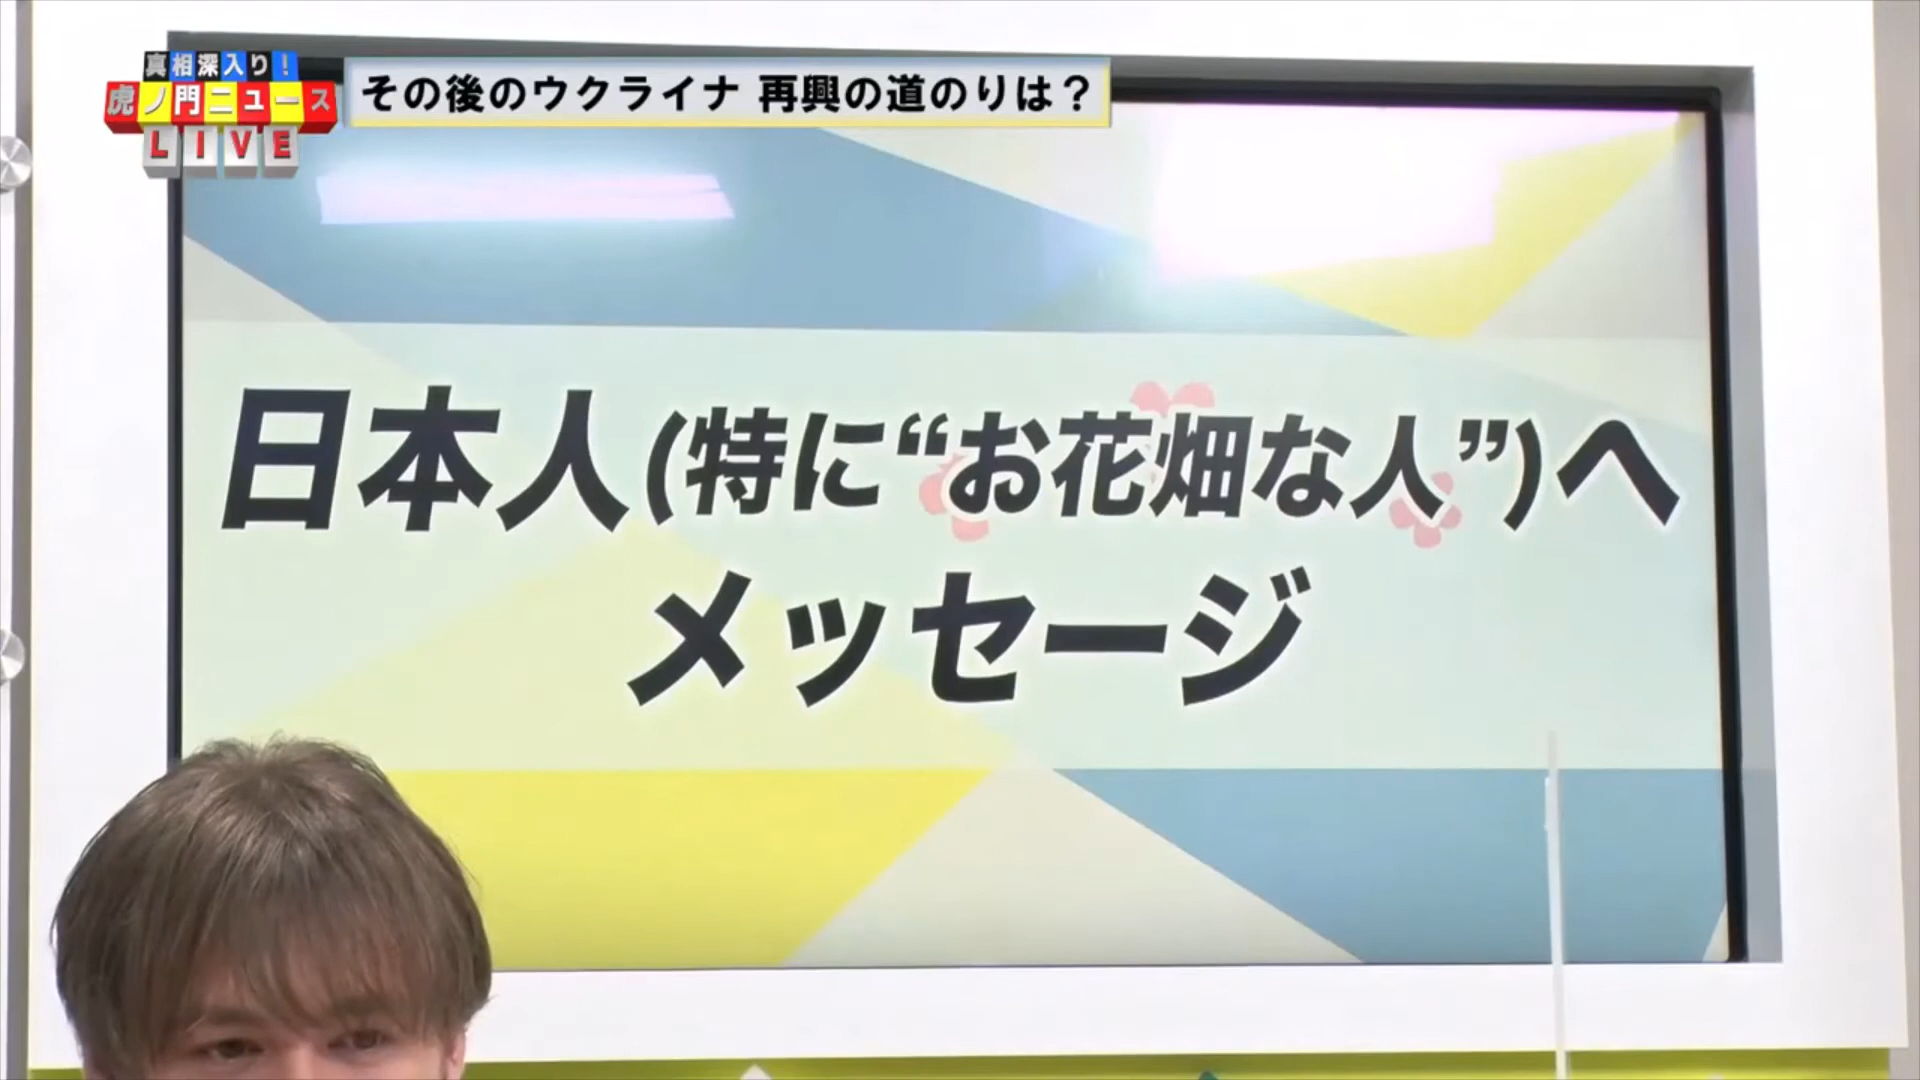 真相深入り!
虎ノ門ニュース
LIVE
その後のウクライナ 再興の道のりは?
日本人(特に“お花畑な人”)へ
メッセージ